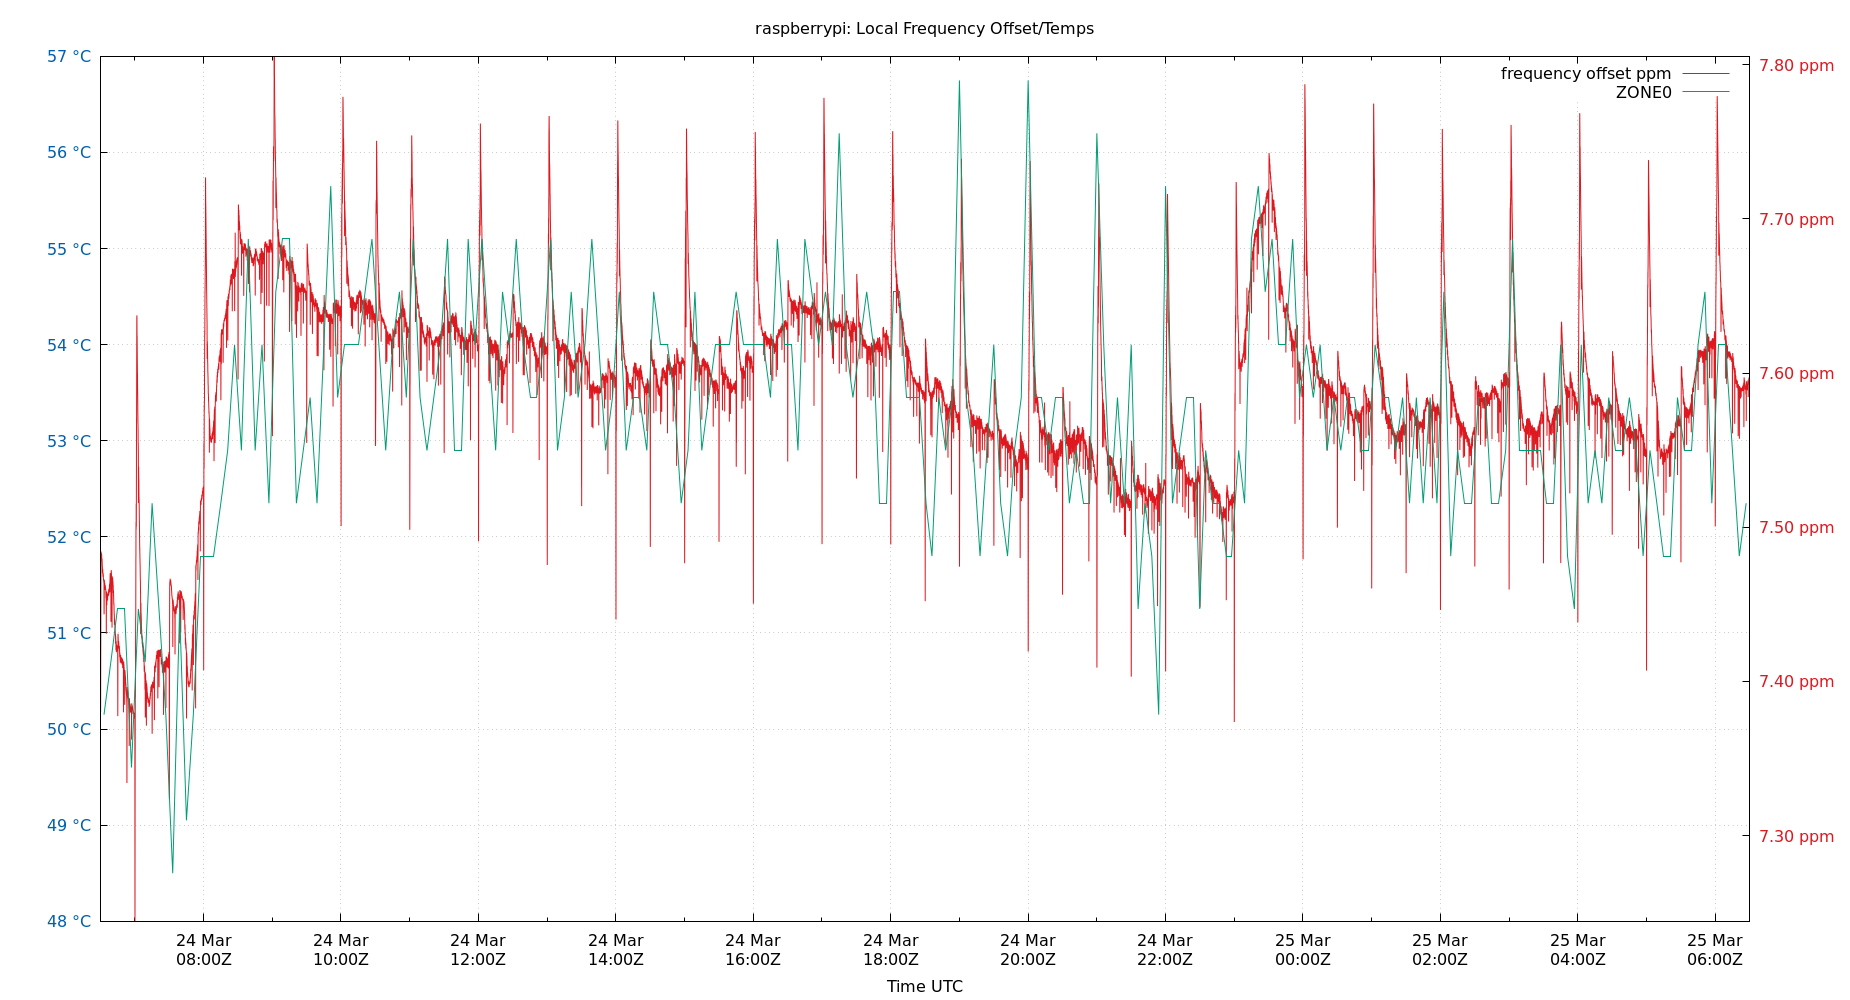 raspberrypi: Local Frequency Offset/Temps
57 °C
56 °C
55 °C
54 °C
53 °C
52 °C
51 °C
50 °C
49 °C
48 °C
7.80 ppm
7.70 ppm
7.60 ppm
7.50 ppm
7.40 ppm
7.30 ppm
frequency offset ppm
ZONE0
24 Mar 24 Mar 24 Mar 24 Mar 24 Mar 24 Mar 24 Mar 24 Mar 25 Mar 25 Mar 25 Mar 25 Mar
08:00Z 10:00Z 12:00Z 14:00Z 16:00Z 18:00Z 20:00Z 22:00Z 00:00Z 02:00Z 04:00Z 06:00Z
Time UTC